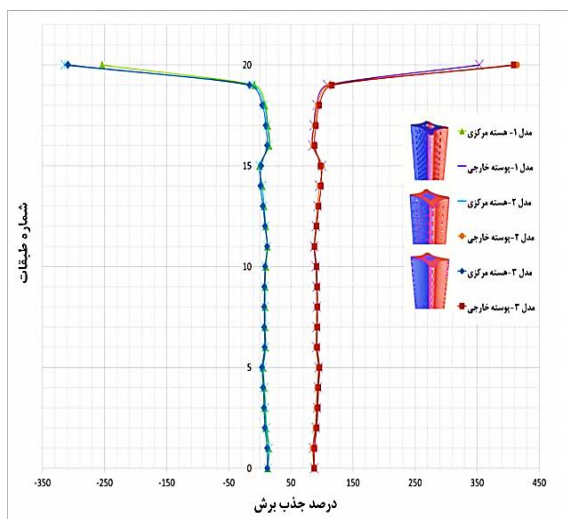 20
15
10
5
0
-350
-250
-150
-50
50
150
250
350
450
شماره طبقات
درصد جذب برش
مدل ۱- هسته مرکزی
مدل ۱-پوسته خارجی
مدل ۲-هسته مرکزی
مدل ۲-پوسته خارجی
مدل ۳-هسته مرکزی
مدل ۳-پوسته خارجی